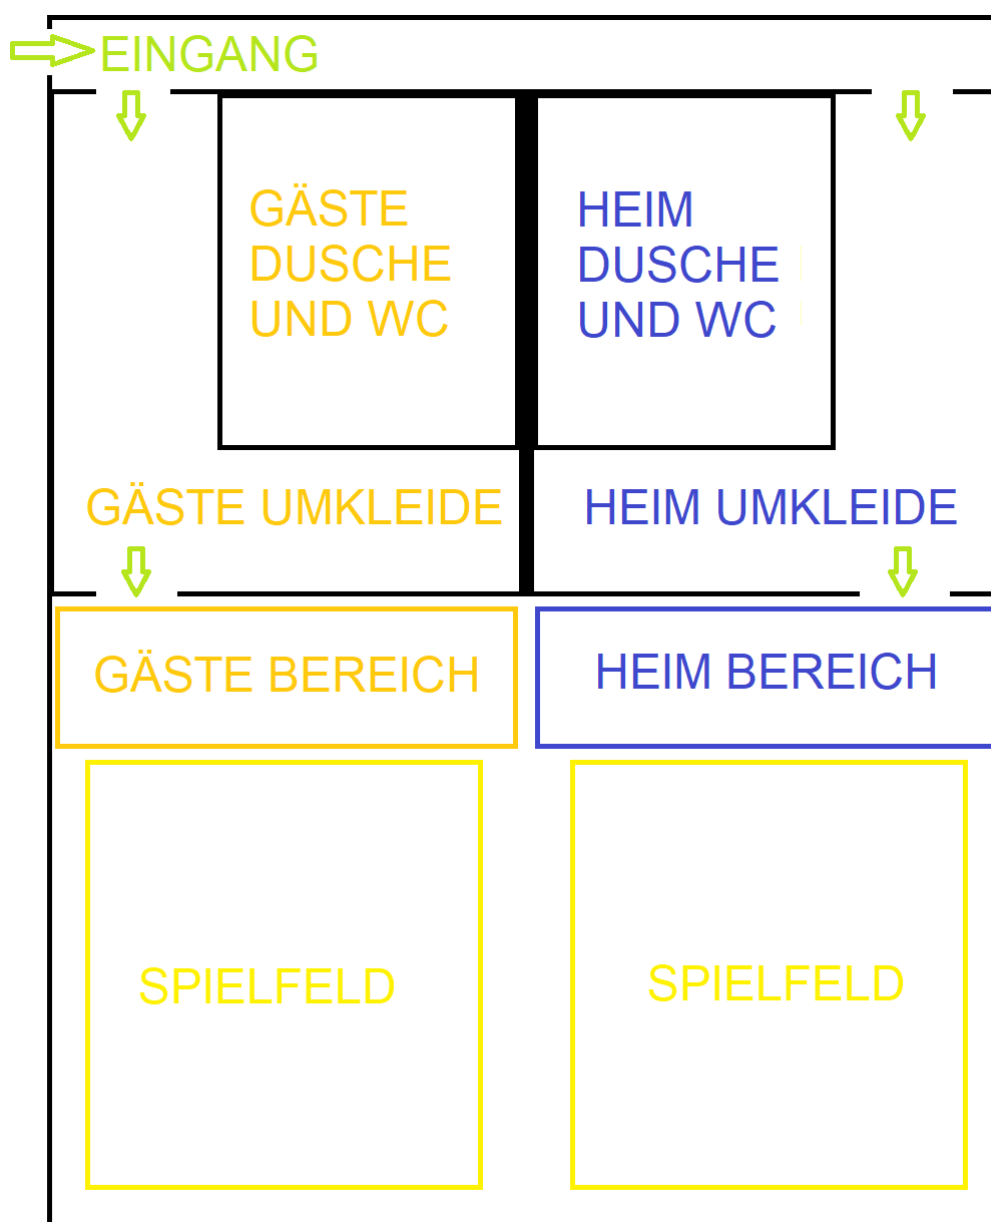 EINGANG
GÄSTE
DUSCHE
UND WC
HEIM
DUSCHE
UND WC
GÄSTE UMKLEIDE
HEIM UMKLEIDE
GÄSTE BEREICH
HEIM BEREICH
SPIELFELD
SPIELFELD